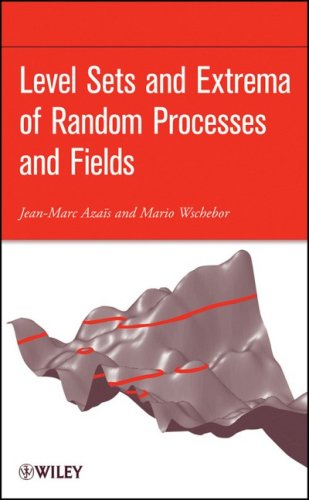 Level Sets and Extrema
of Random Processes
and Fields
Jean-Marc Azaïs and Mario Wschebor
WILEY